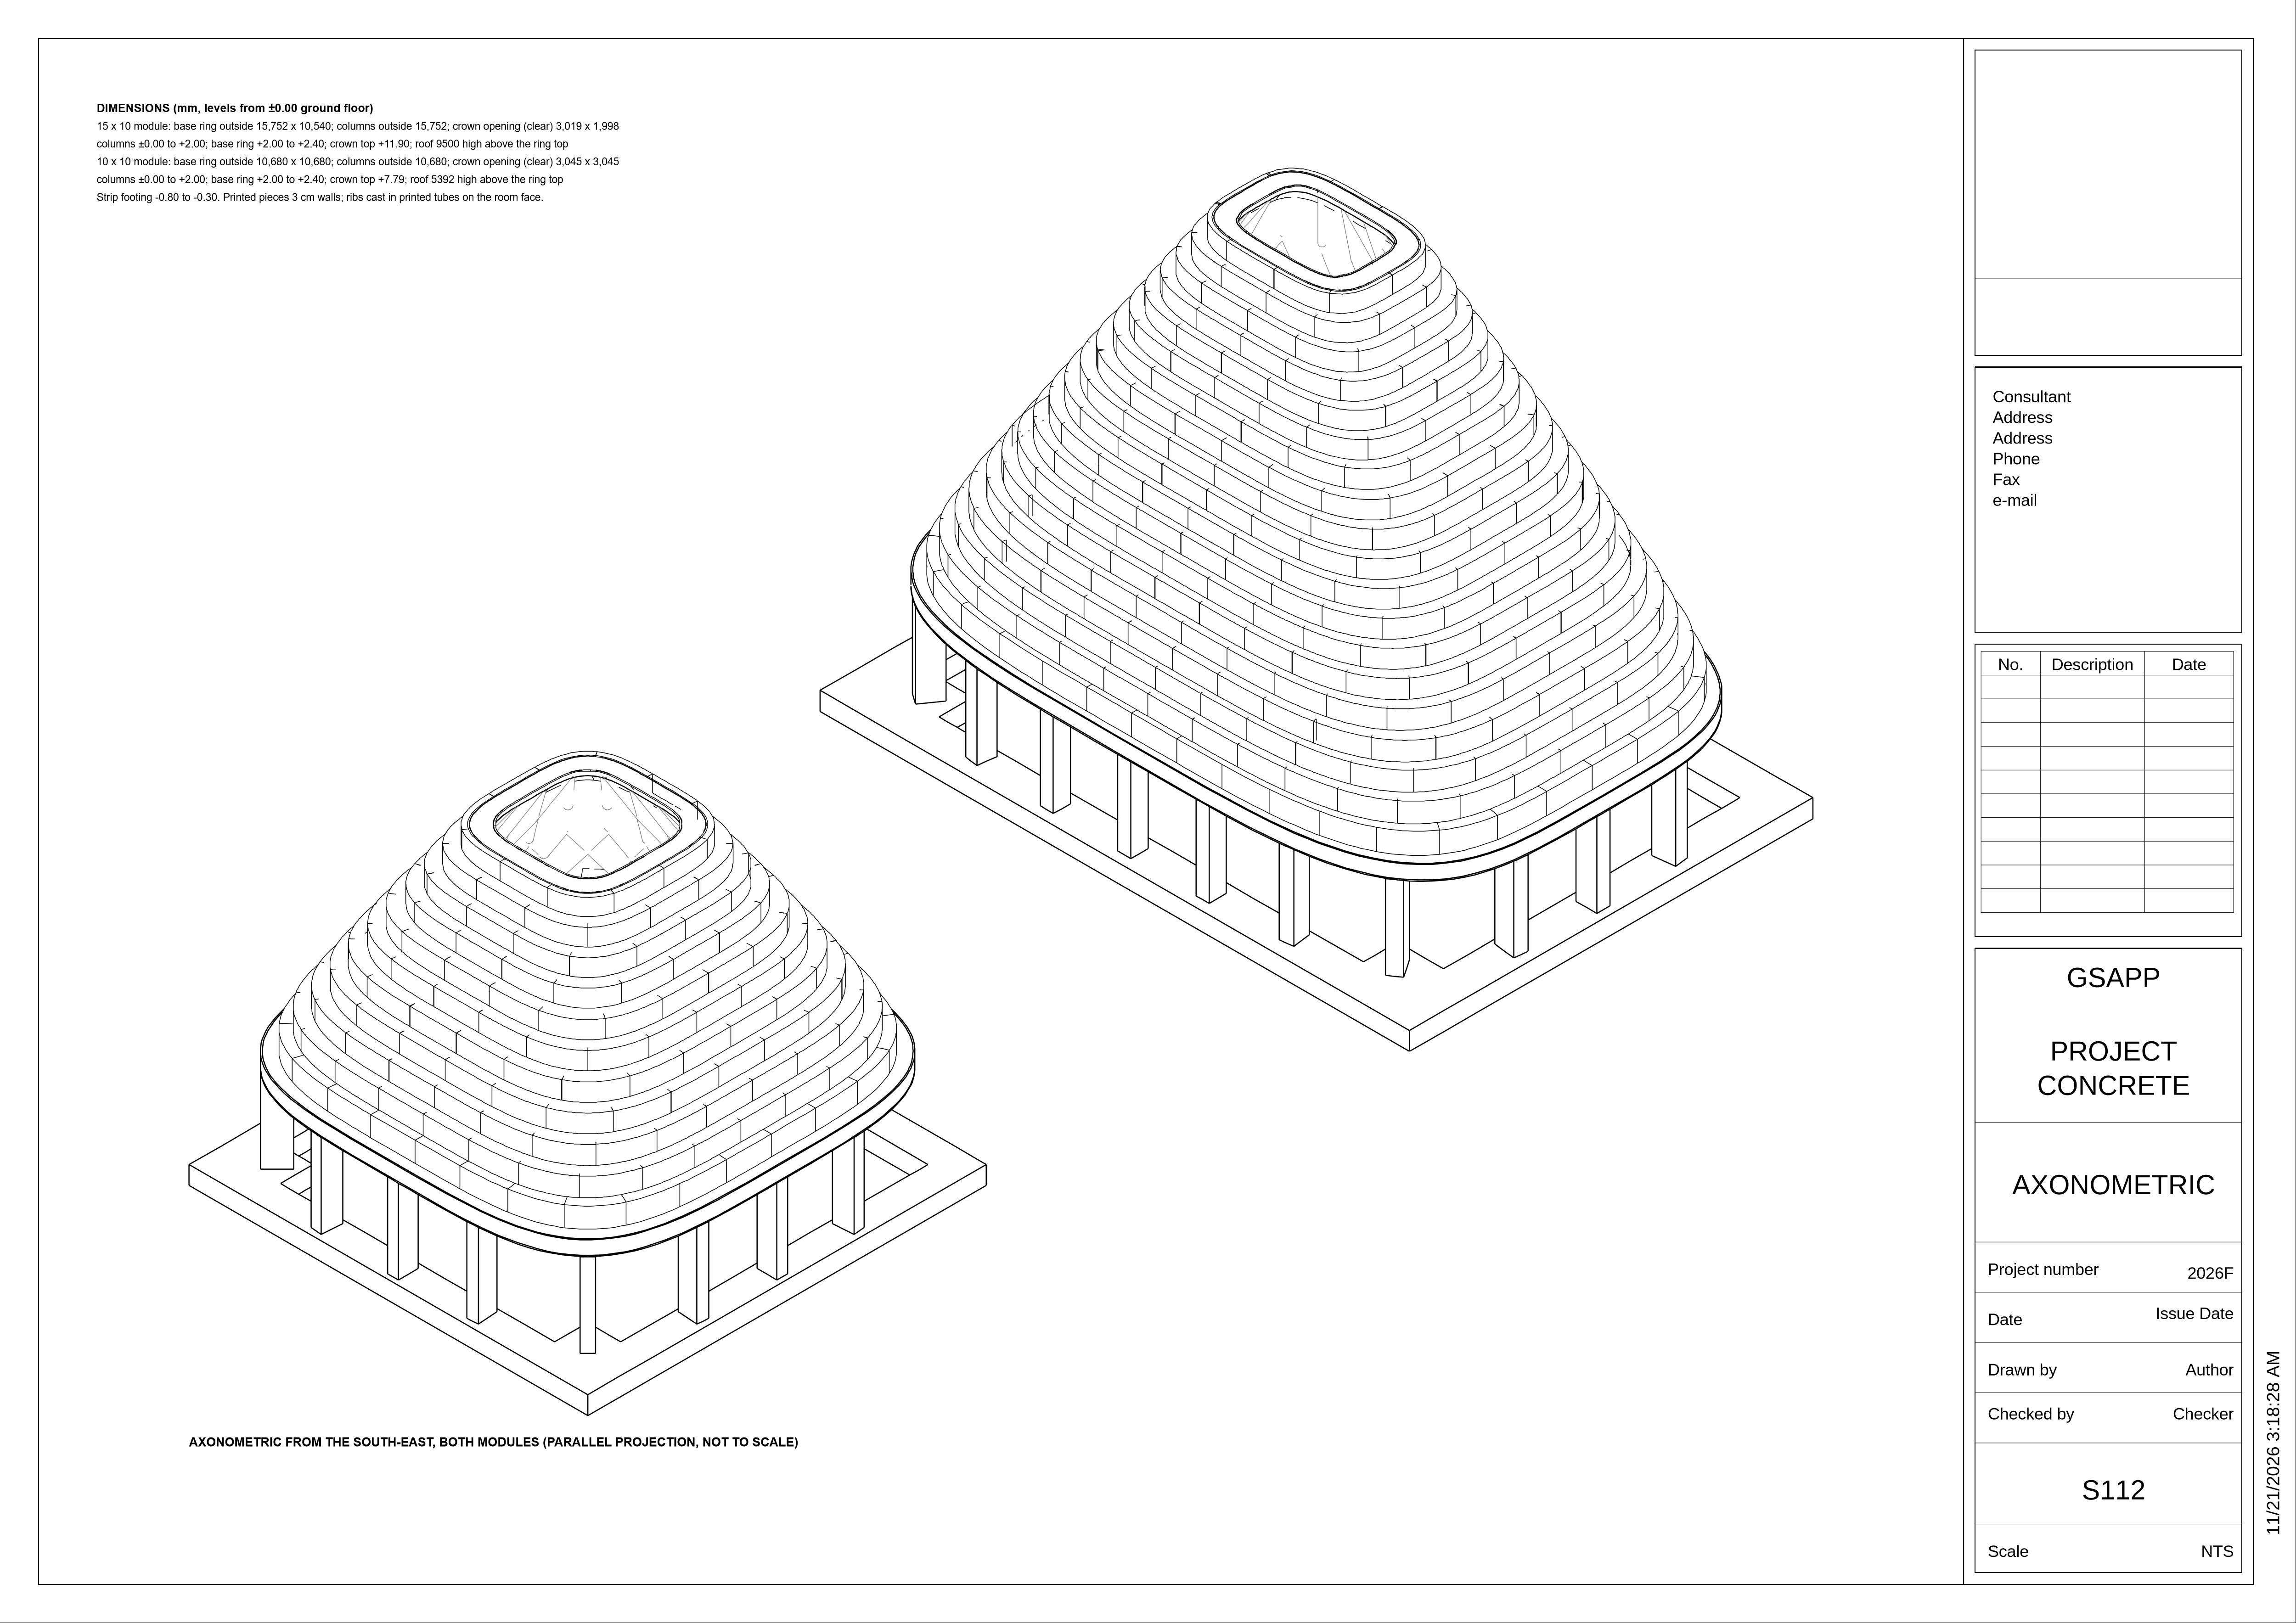 DIMENSIONS (mm, levels from ±0.00 ground floor)
15 x 10 module: base ring outside 15,752 x 10,540; columns outside 15,752; crown opening (clear) 3,019 x 1,998
columns ±0.00 to +2.00; base ring +2.00 to +2.40; crown top +11.90; roof 9500 high above the ring top
10 x 10 module: base ring outside 10,680 x 10,680; columns outside 10,680; crown opening (clear) 3,045 x 3,045
columns ±0.00 to +2.00; base ring +2.00 to +2.40; crown top +7.79; roof 5392 high above the ring top
Strip footing -0.80 to -0.30. Printed pieces 3 cm walls; ribs cast in printed tubes on the room face.
AXONOMETRIC FROM THE SOUTH-EAST, BOTH MODULES (PARALLEL PROJECTION, NOT TO SCALE)
Consultant
Address
Address
Phone
Fax
e-mail
No. Description Date
GSAPP
PROJECT
CONCRETE
AXONOMETRIC
Project number 2026F
Date Issue Date
Drawn by Author
Checked by Checker
S112
Scale NTS
11/21/2026 3:18:28 AM